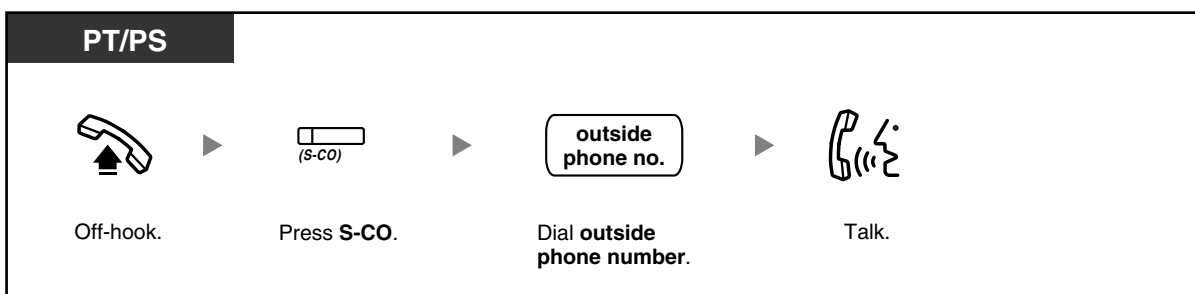 PT/PS
(S-CO)
outside
phone no.
Off-hook.
Press S-CO.
Dial outside
phone number.
Talk.